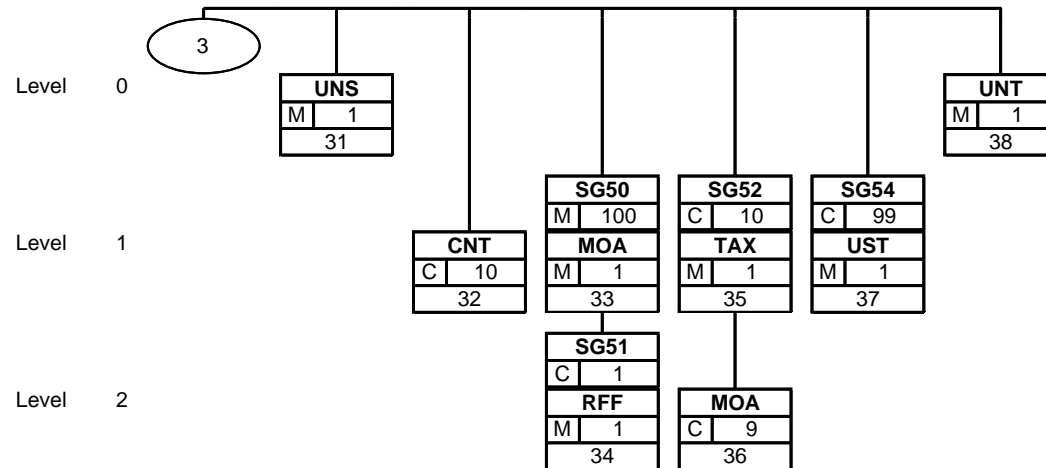 3
Level 0
UNS UNT
M 1 M 1
31 38
SG50 SG52 SG54
M 100 C 10 C 99
Level 1
CNT MOA TAX UST
C 10 M 1 M 1 M 1
32 33 35 37
SG51
C 1
Level 2
RFF MOA
M 1 C 9
34 36